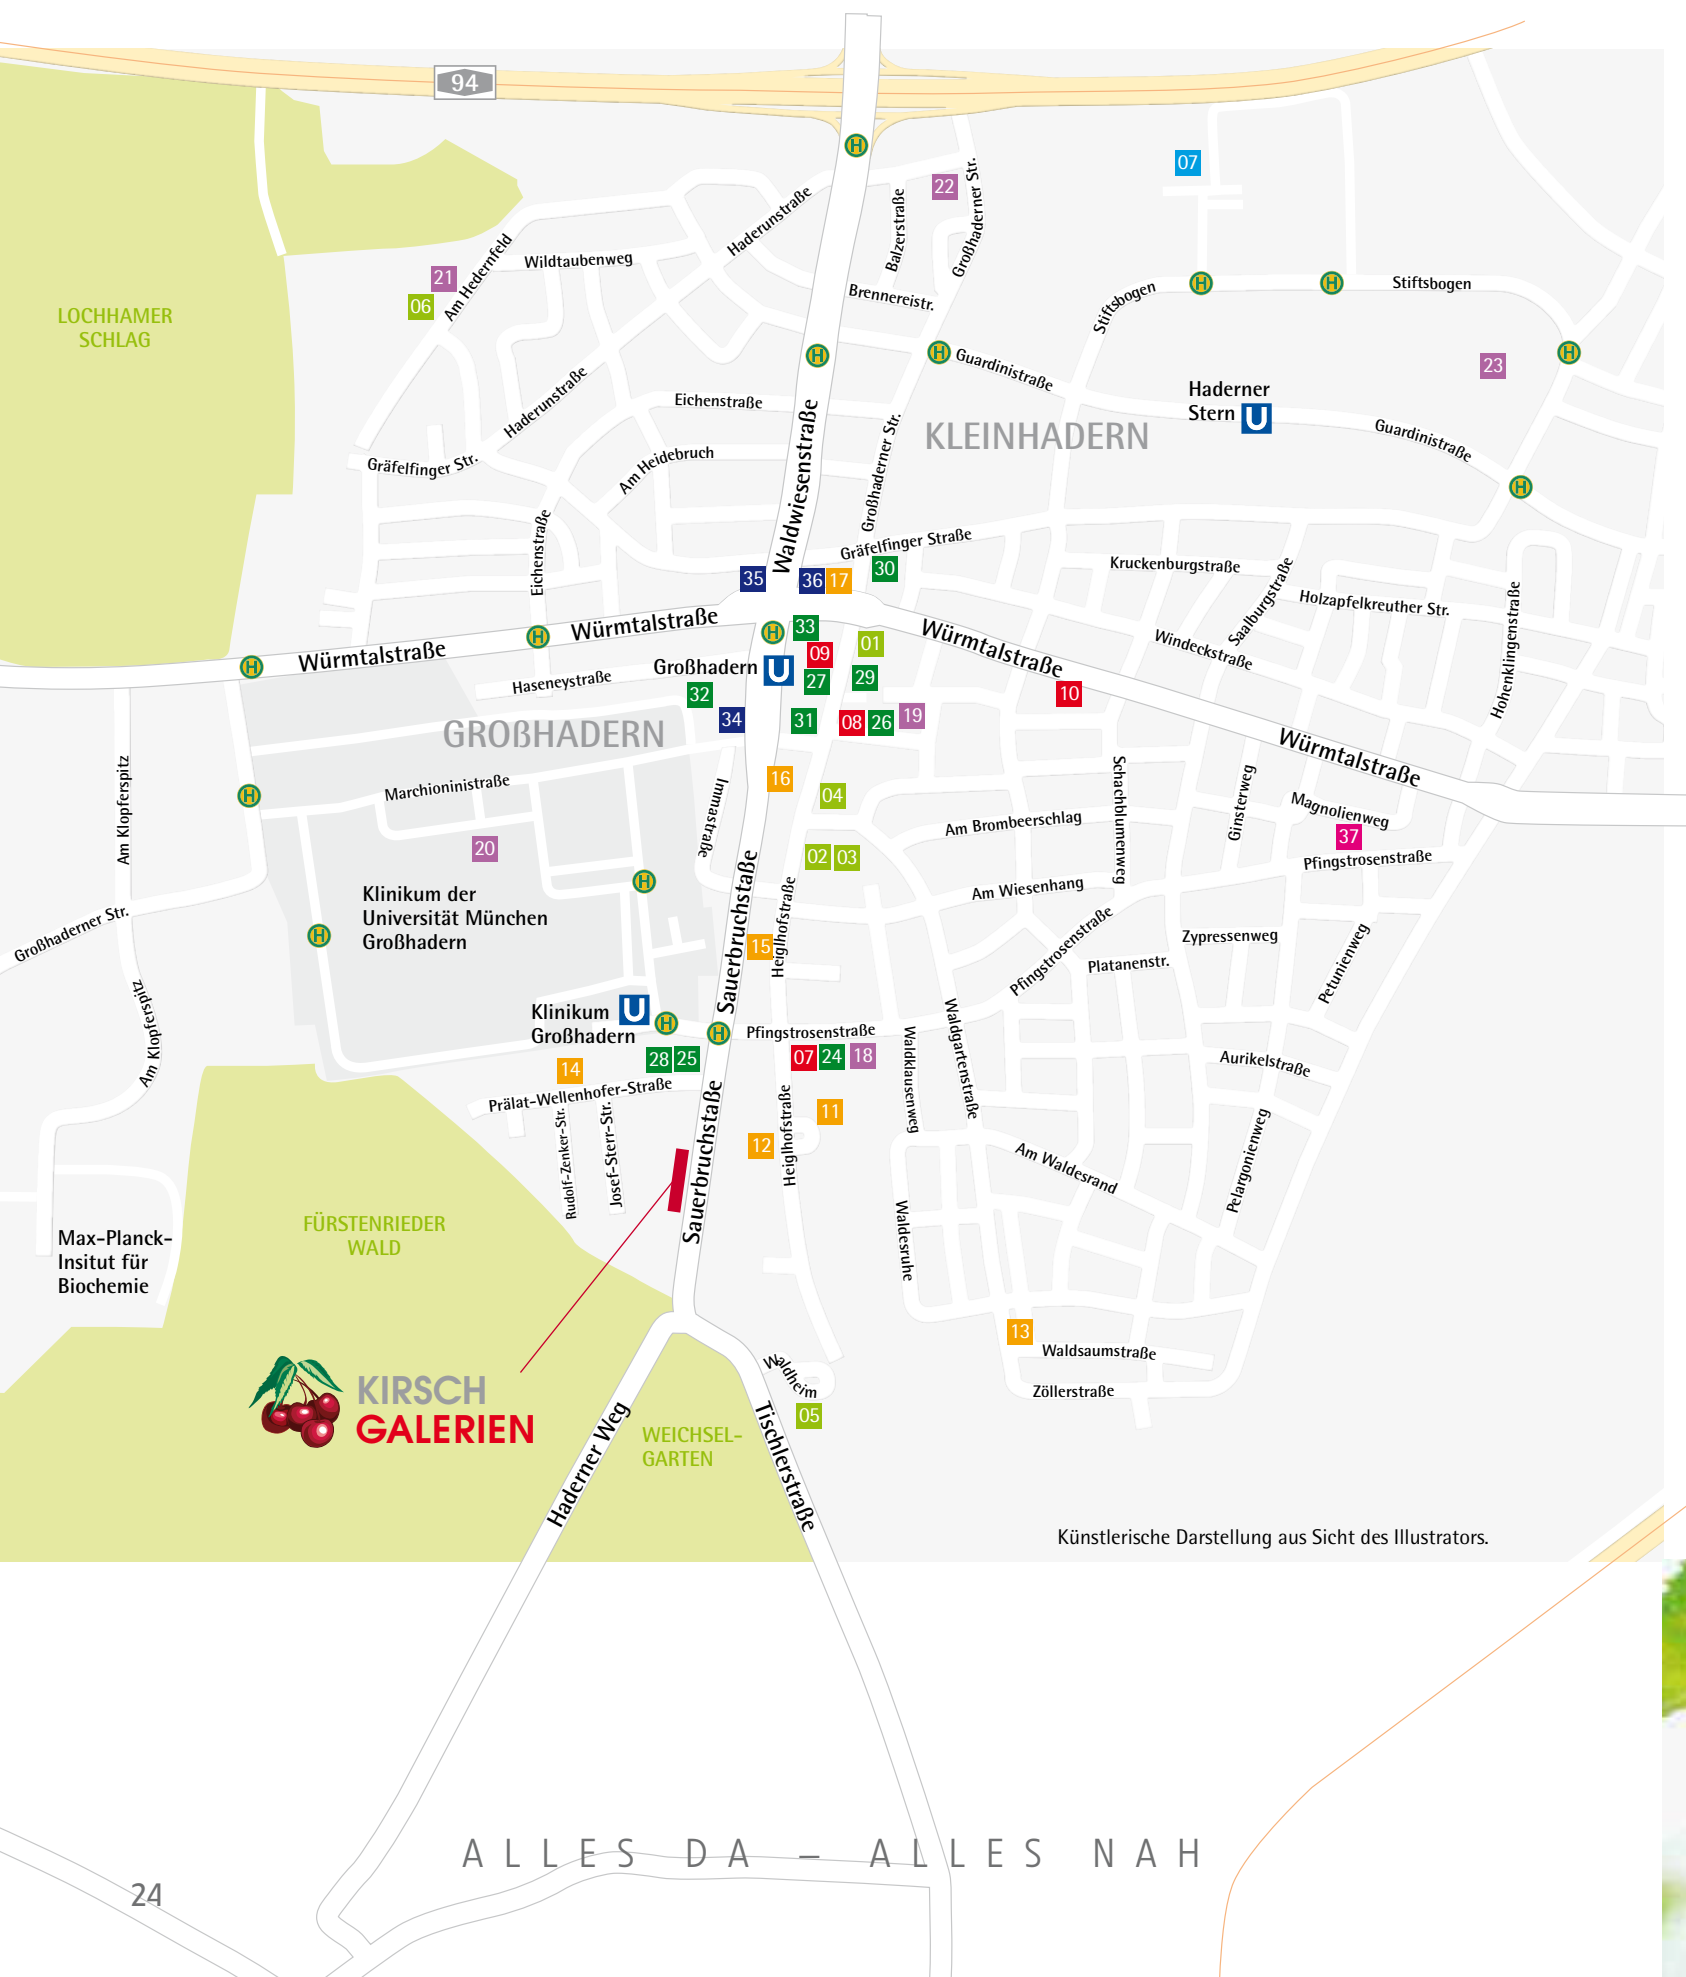 94
07
22
Großhaderner Str.
Haderunstraße
Balzerstraße
Am Hedernfeld
Wildtaubenweg
21
06
Brennereistr.
Stiftsbogen
Stiftsbogen
LOCHHAMER
SCHLAG
H
H
H
H
H
H
Guardinistraße
23
Haderunstraße
Eichenstraße
Haderner
Stern U
KLEINHADERN
Guardinistraße
Waldwiesenstraße
Großhaderner Str.
Gräfelfinger Str.
Am Heidebruch
H
Eichenstraße
Gräfelfinger Straße
Kruckenburgstraße
Saalburgstraße
Holzapfelkreuther Str.
Hohenklingenstraße
35
36
17
30
Würmtalstraße
Würmtalstraße
Würmtalstraße
Windeckstraße
H
H
H
33
01
09
Großhadern U
27
29
Haseneystraße
32
10
34
31
08
26
19
GROßHADERN
Würmtalstraße
Am Klopferspitz
H
Marchioninistraße
Immastraße
16
04
Schachblumenweg
Ginsterweg
Magnolienweg
37
Am Brombeerschlag
Pfingstrosenstraße
20
02
03
H
Klinikum der
Universität München
Großhadern
Sauerbruchstaße
Heiglhofstraße
Am Wiesenhang
Großhaderner Str.
H
15
Pfingstrosenstraße
Zypressenweg
Platanenstr.
Petunienweg
Am Klopferspitz
Klinikum U
Großhadern
H
H
Pfingstrosenstraße
Waldklausenweg
Waldgartenstraße
14
28
25
07
24
18
Aurikelstraße
Prälat-Wellenhofer-Straße
Sauerbruchstaße
Heiglhofstraße
11
12
Rudolf-Zenker-Str.
Josef-Sterr-Str.
Am Waldesrand
Pelargonienweg
Waldesruhe
FÜRSTENRIEDER
WALD
Max-Planck-
Insitut für
Biochemie
13
Waldsaumstraße
Waldheim
Zöllerstraße
05
KIRSCH
GALERIEN
Haderner Weg
WEICHSEL-
GARTEN
Tischlerstraße
Künstlerische Darstellung aus Sicht des Illustrators.
ALLES DA – ALLES NAH
24